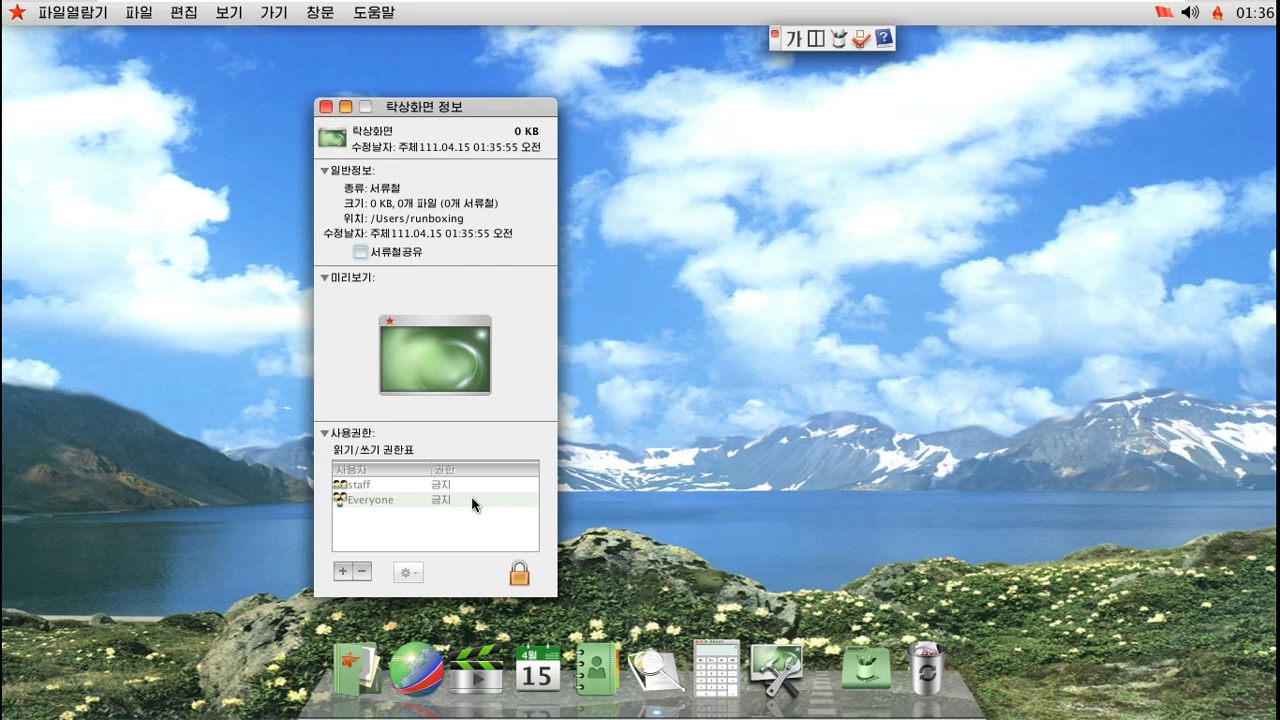 파일열람기 파일 편집 보기 가기 창문 도움말 01:36
가
탁상화면 정보
탁상화면 0 KB
수정날자: 주체111.04.15 01:35:55 오전
일반정보:
종류: 서류철
크기: 0 KB, 0개 파일 (0개 서류철)
위치: /Users/runboxing
수정날자: 주체111.04.15 01:35:55 오전
서류철공유
미리보기:
사용권한:
읽기/쓰기 권한표
사용자 권한
staff 금지
Everyone 금지
4월
15